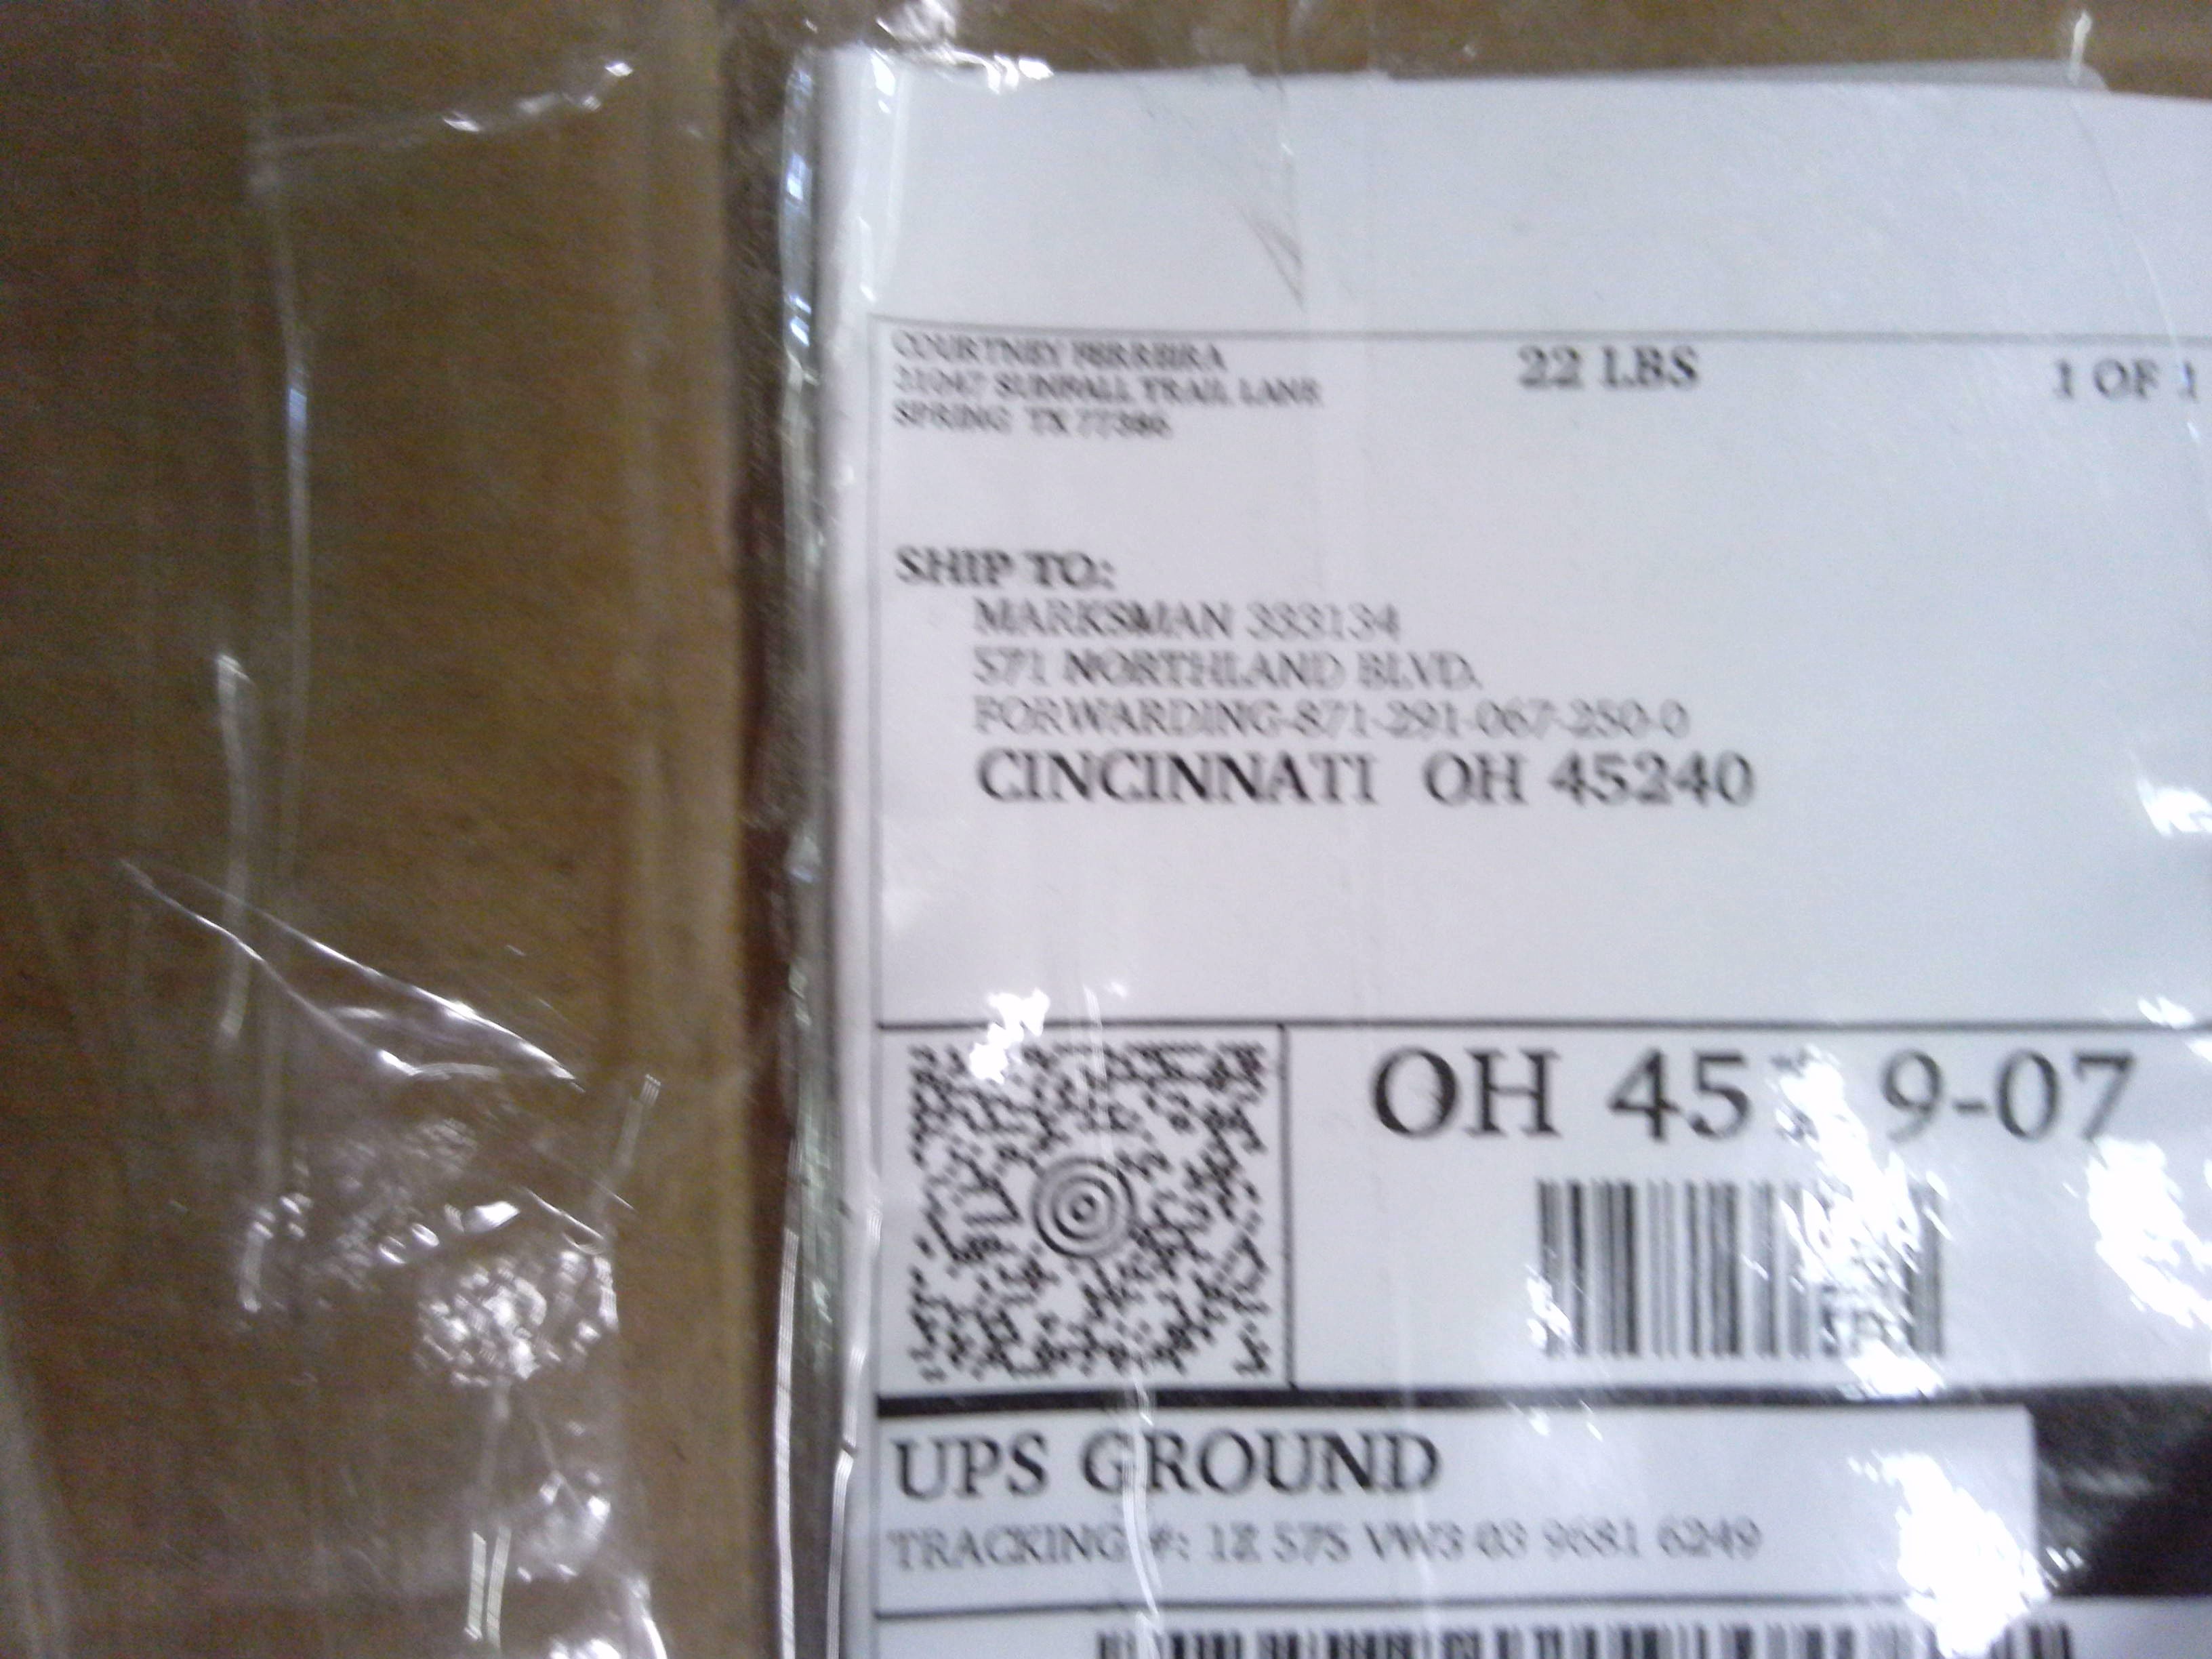 COURTNEY FERREIRA
SUNFALL TRAIL LANE
SPRING TX 77386
22 LBS
1 OF 1
SHIP TO:
MARKSMAN 333134
571 NORTHLAND BLVD.
FORWARDING-871-291-067-250-0
CINCINNATI OH 45240
OH 9-07
UPS GROUND
TRACKING #: 1Z 575 VW3 03 9681 6249